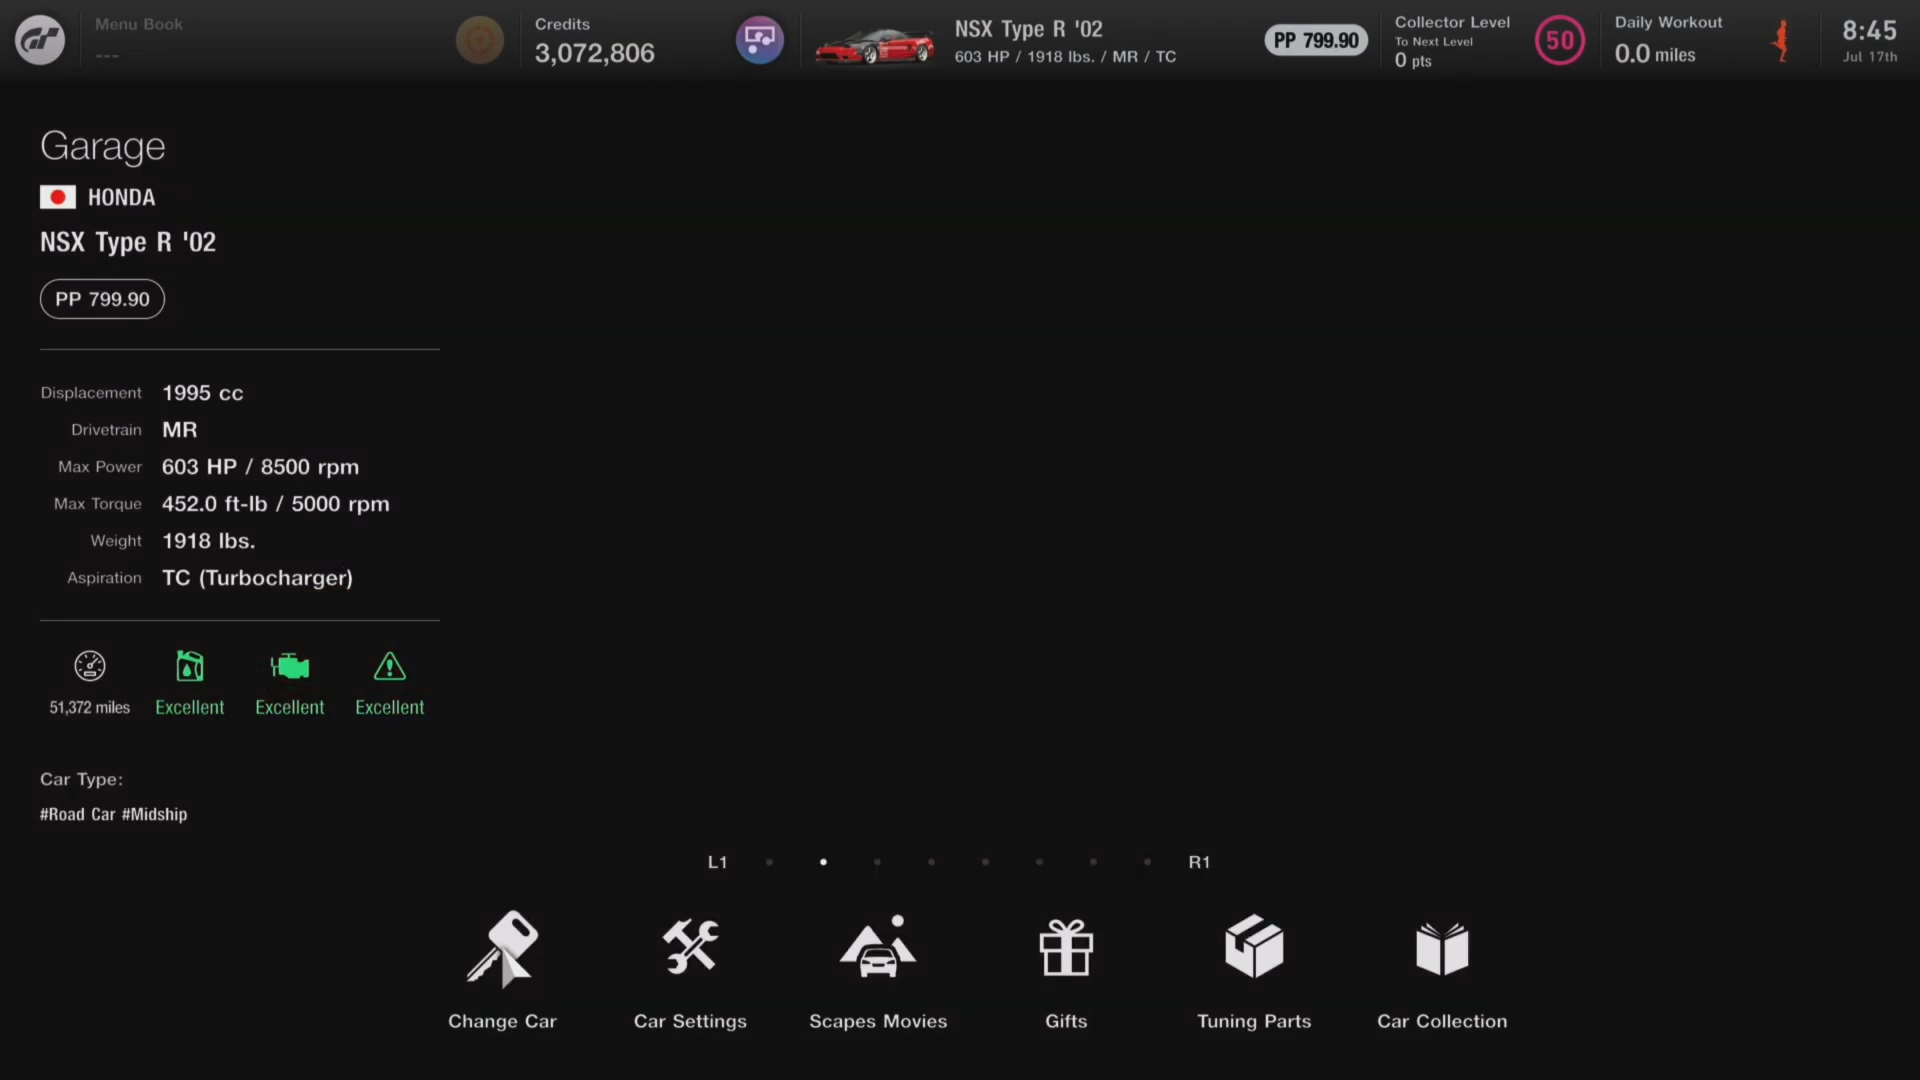 Menu Book
---
Credits
3,072,806
NSX Type R '02
603 HP / 1918 lbs. / MR / TC
PP 799.90
Collector Level
To Next Level
0 pts
50
Daily Workout
0.0 miles
8:45
Jul 17th
Garage
HONDA
NSX Type R '02
PP 799.90
Displacement 1995 cc
Drivetrain MR
Max Power 603 HP / 8500 rpm
Max Torque 452.0 ft-lb / 5000 rpm
Weight 1918 lbs.
Aspiration TC (Turbocharger)
51,372 miles Excellent Excellent Excellent
Car Type:
#Road Car #Midship
L1 R1
Change Car Car Settings Scapes Movies Gifts Tuning Parts Car Collection